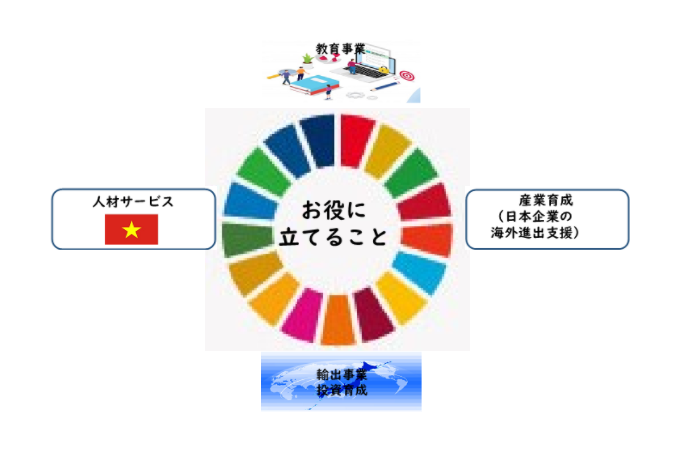 教育事業
人材サービス
お役に
立てること
産業育成
（日本企業の
海外進出支援）
輸出事業
投資育成